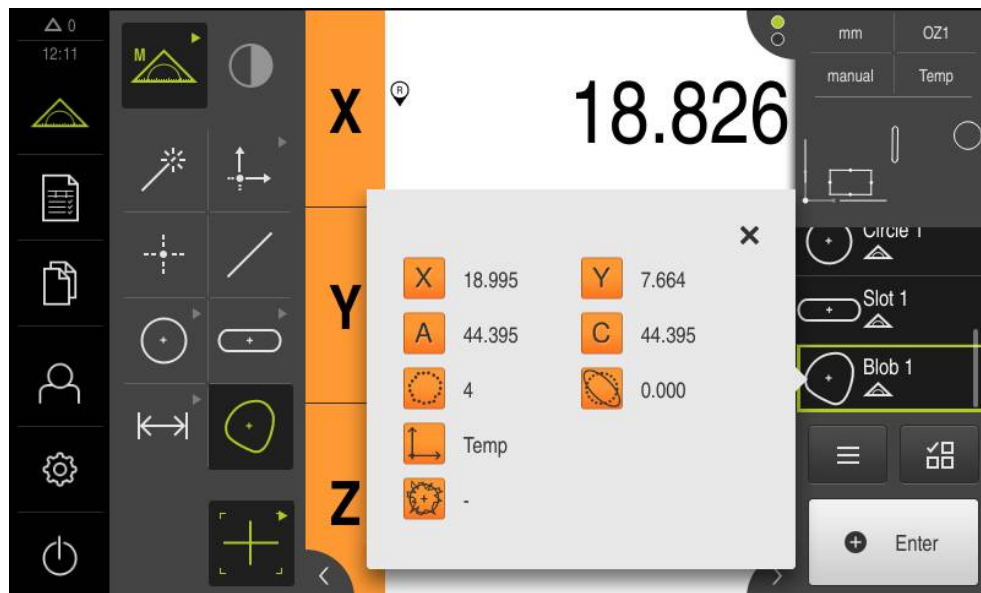 0
12:11
M
X
R
18.826
mm
OZ1
manual
Temp
Circle 1
X 18.995
Y 7.664
Slot 1
Y
A 44.395
C 44.395
Blob 1
4
0.000
Temp
Z
-
Enter